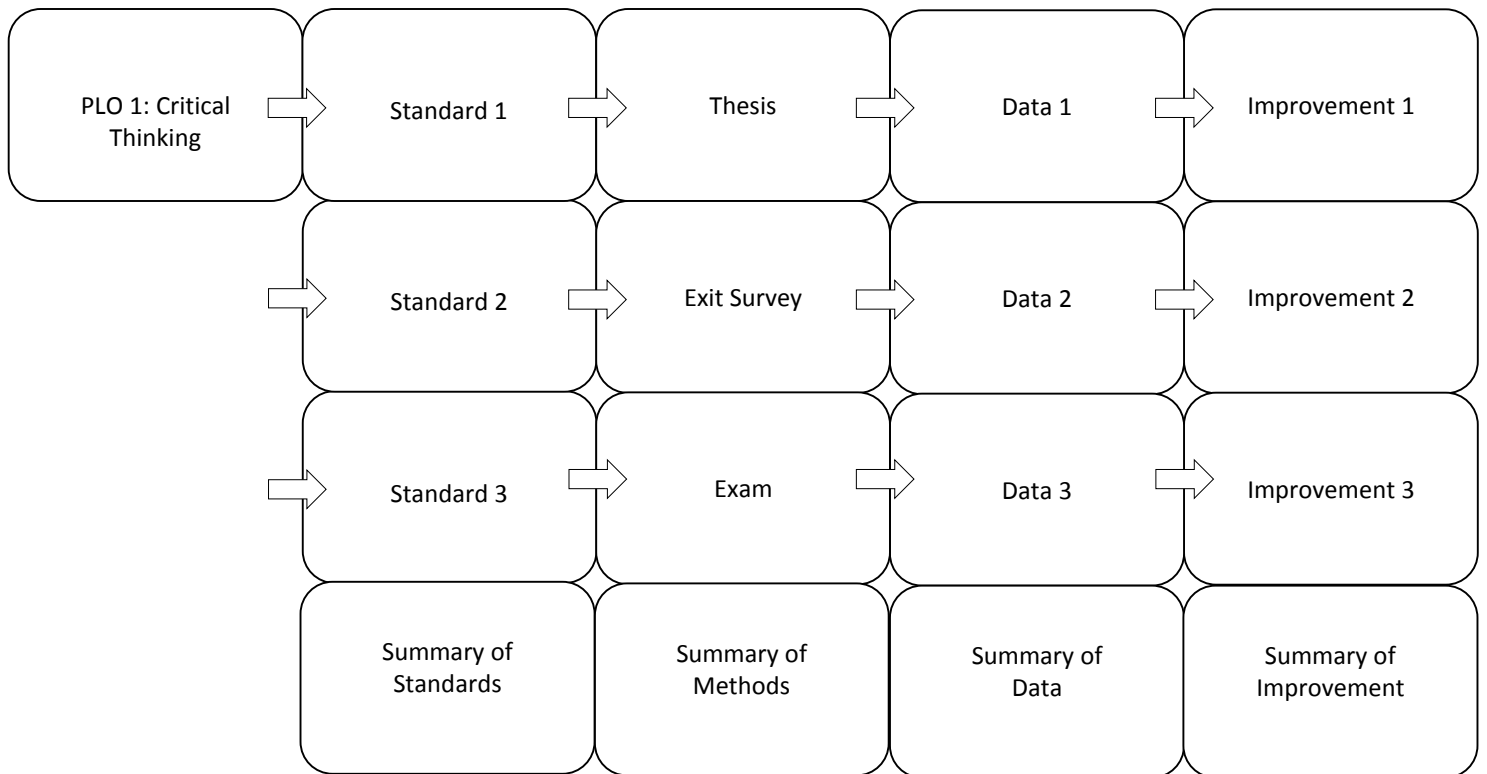 PLO 1: Critical
Thinking
Standard 1
Thesis
Data 1
Improvement 1
Standard 2
Exit Survey
Data 2
Improvement 2
Standard 3
Exam
Data 3
Improvement 3
Summary of
Standards
Summary of
Methods
Summary of
Data
Summary of
Improvement